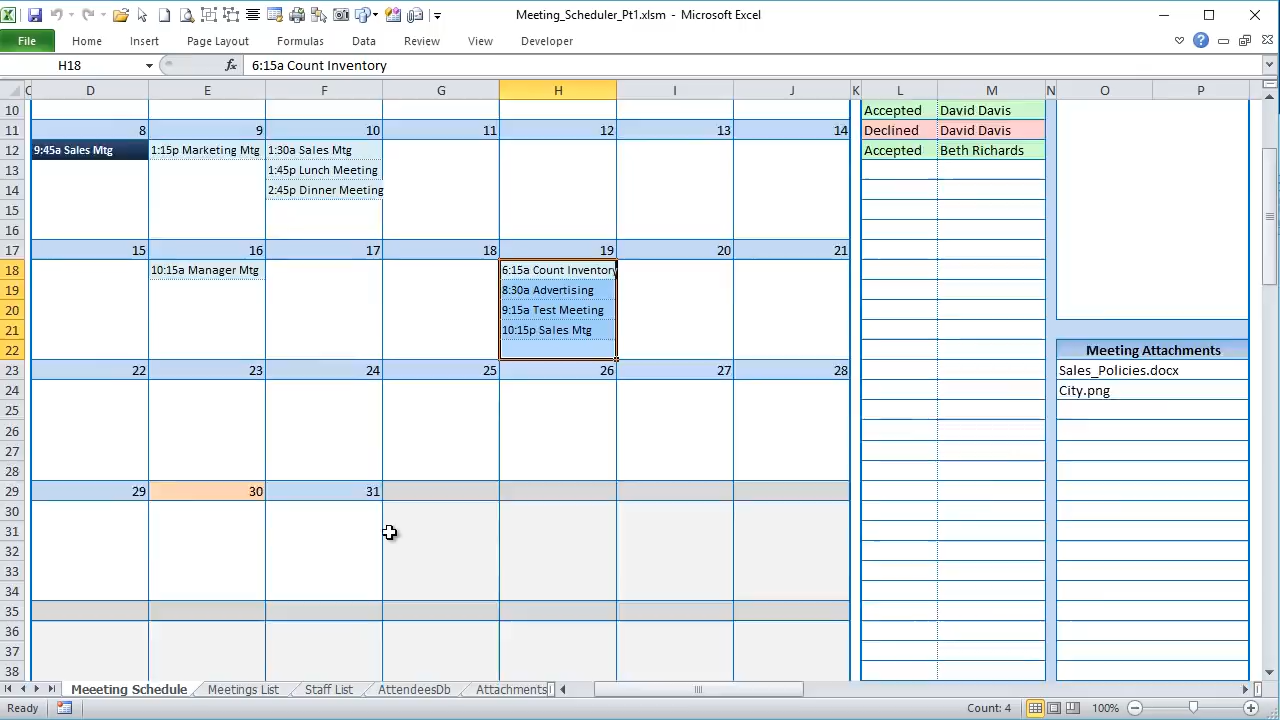 Meeting_Scheduler_Pt1.xlsm - Microsoft Excel
File Home Insert Page Layout Formulas Data Review View Developer
H18 fx 6:15a Count Inventory
C D E F G H I J K L M N O P
10 Accepted David Davis
11 8 9 10 11 12 13 14 Declined David Davis
12 9:45a Sales Mtg 1:15p Marketing Mtg 1:30a Sales Mtg Accepted Beth Richards
13 1:45p Lunch Meeting
14 2:45p Dinner Meeting
15
16
17 15 16 17 18 19 20 21
18 10:15a Manager Mtg 6:15a Count Inventory
19 8:30a Advertising
20 9:15a Test Meeting
21 10:15p Sales Mtg
22 Meeting Attachments
23 22 23 24 25 26 27 28 Sales_Policies.docx
24 City.png
25
26
27
28
29 29 30 31
30
31
32
33
34
35
36
37
38
Meeeting Schedule Meetings List Staff List AttendeesDb Attachments
Ready Count: 4 100%